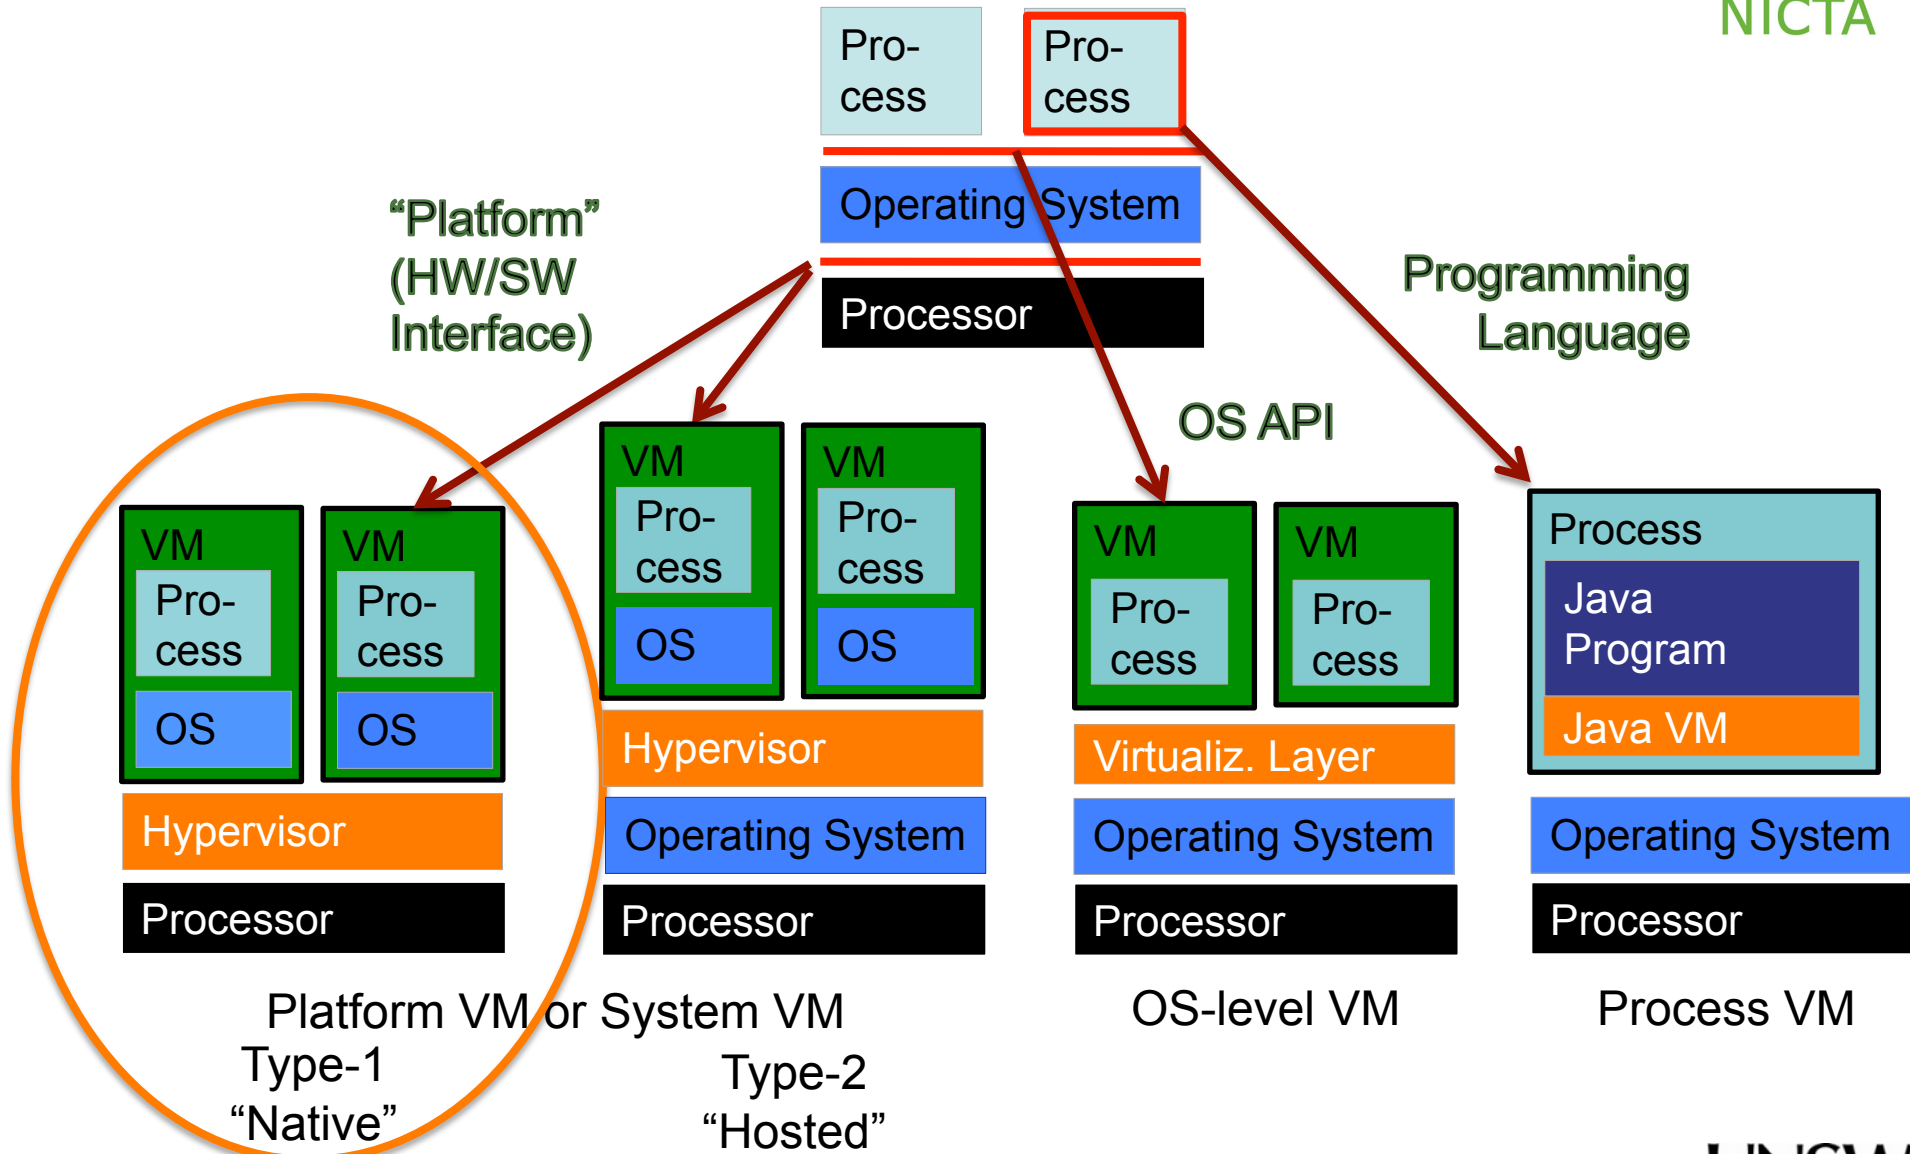 NICTA
Pro-
cess
Pro-
cess
Operating System
Processor
“Platform”
(HW/SW
Interface)
Programming
Language
OS API
VM
Pro-
cess
OS
VM
Pro-
cess
OS
Hypervisor
Processor
VM
Pro-
cess
OS
VM
Pro-
cess
OS
Hypervisor
Operating System
Processor
VM
Pro-
cess
VM
Pro-
cess
Virtualiz. Layer
Operating System
Processor
Process
Java
Program
Java VM
Operating System
Processor
Platform VM or System VM
Type-1
“Native”
Type-2
“Hosted”
OS-level VM
Process VM